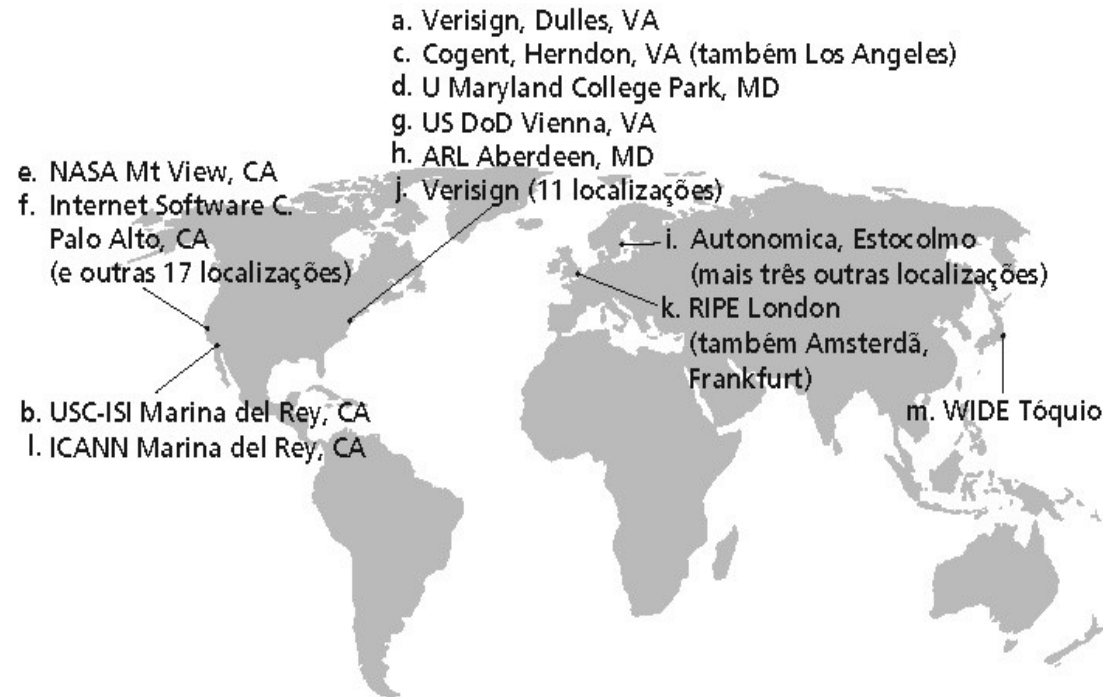 a. Verisign, Dulles, VA
c. Cogent, Herndon, VA (também Los Angeles)
d. U Maryland College Park, MD
g. US DoD Vienna, VA
h. ARL Aberdeen, MD
j. Verisign (11 localizações)
e. NASA Mt View, CA
f. Internet Software C.
Palo Alto, CA
(e outras 17 localizações)
i. Autonomica, Estocolmo
(mais três outras localizações)
k. RIPE London
(também Amsterdã,
Frankfurt)
m. WIDE Tóquio
b. USC-ISI Marina del Rey, CA
l. ICANN Marina del Rey, CA